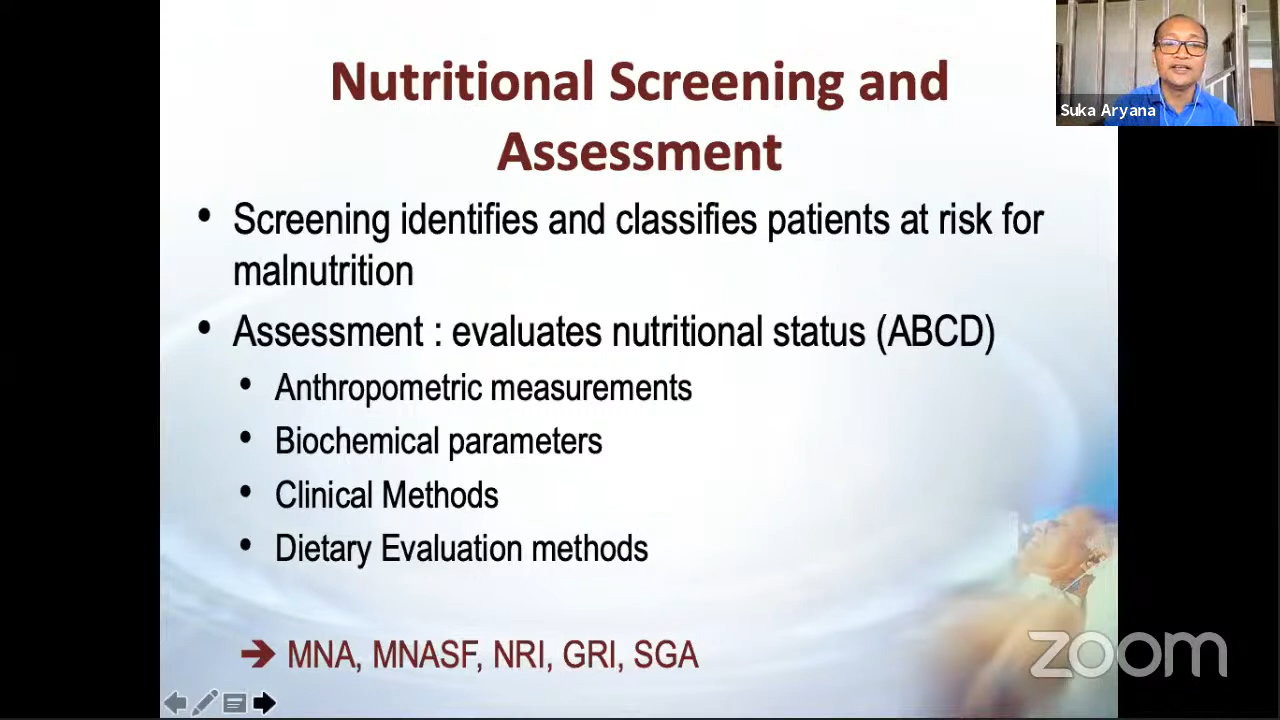 Nutritional Screening and
Assessment
Suka Aryana
• Screening identifies and classifies patients at risk for
malnutrition
• Assessment : evaluates nutritional status (ABCD)
• Anthropometric measurements
• Biochemical parameters
• Clinical Methods
• Dietary Evaluation methods
➔ MNA, MNASF, NRI, GRI, SGA
zoom